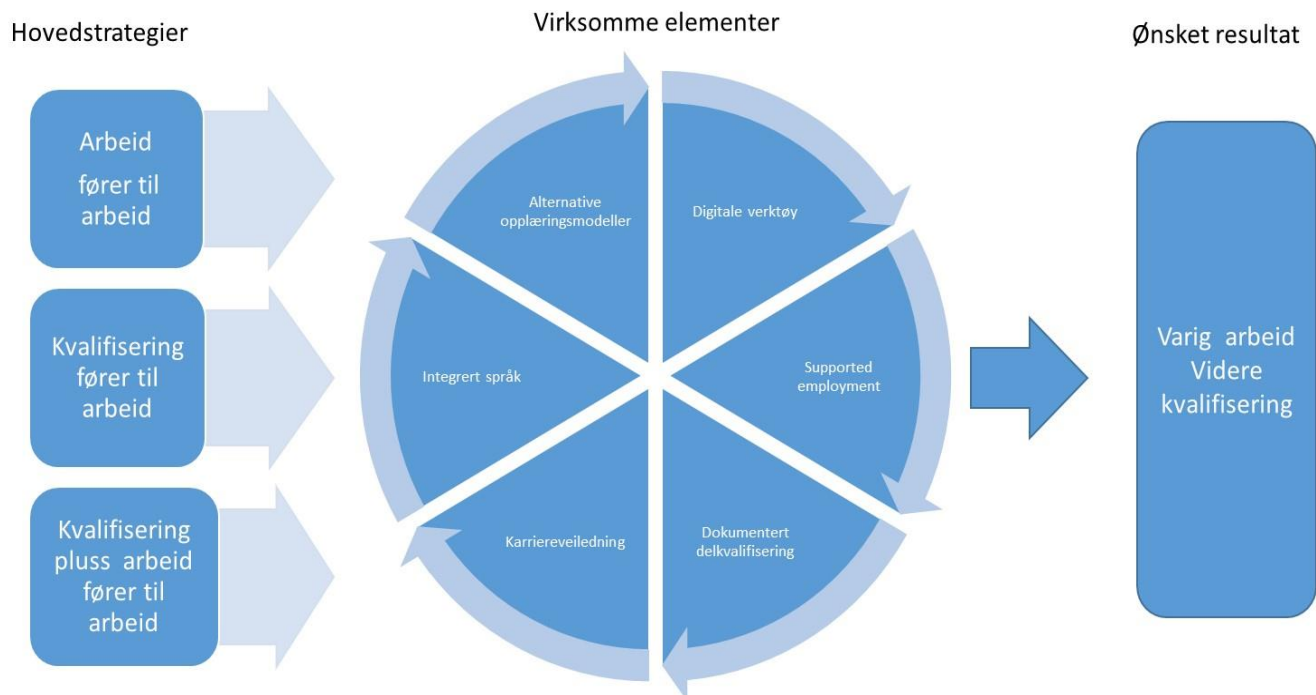 Hovedstrategier
Arbeid
fører til
arbeid
Kvalifisering
fører til
arbeid
Kvalifisering
pluss arbeid
fører til
arbeid
Virksomme elementer
Alternative
opplæringsmodeller
Digitale verktøy
Supported
employment
Dokumentert
delkvalifisering
Karriereveiledning
Integrert språk
Ønsket resultat
Varig arbeid
Videre
kvalifisering